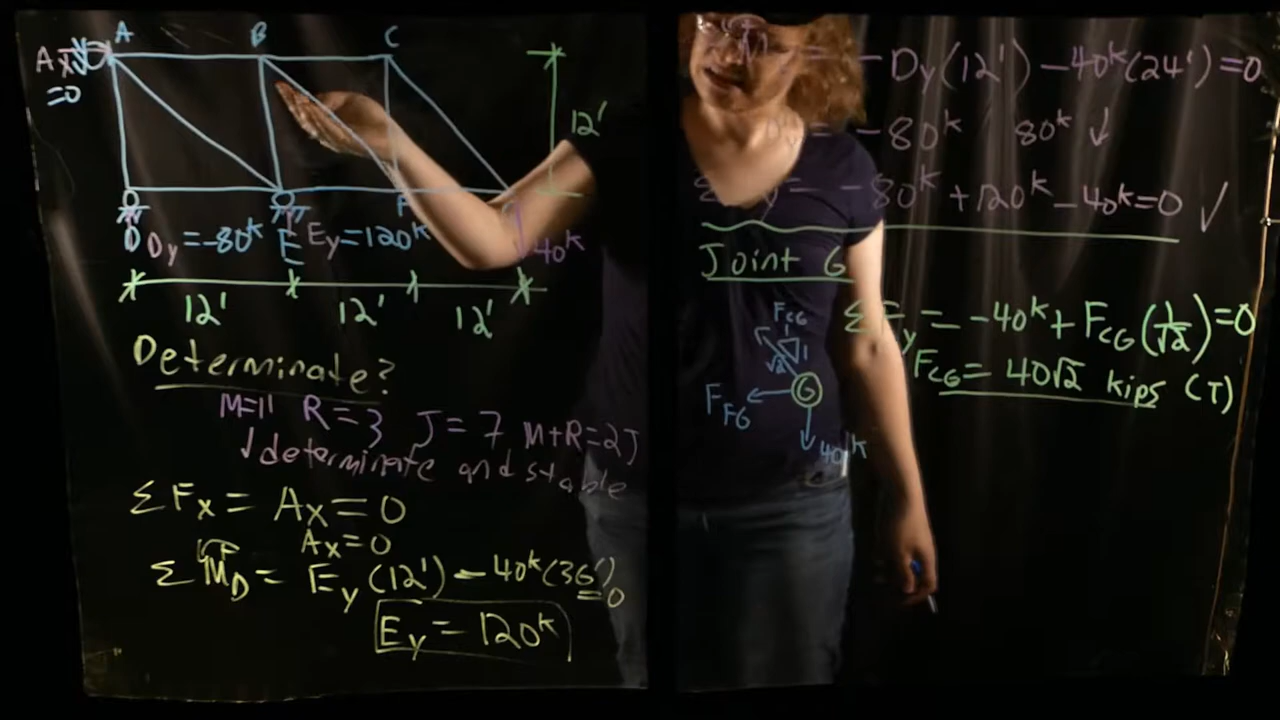 A B C
Ax
=0
12'
F
D Dy = -80ᵏ E Ey = 120ᵏ 40ᵏ
12' 12' 12'
Determinate?
M=11 R=3 J=7 M+R=2J
↓determinate and stable
ΣFx = Ax = 0
Ax=0
ΣMD = Ey(12') - 40ᵏ(36')
=0
Ey = 120ᵏ
= -Dy(12') - 40ᵏ(24') = 0
= -80ᵏ 80ᵏ ↓
= -80ᵏ + 120ᵏ - 40ᵏ = 0 ✓
Joint G
FCG
1
1
√2
G
FFG
40ᵏ
ΣFy = -40ᵏ + FCG(1/√2) = 0
FCG = 40√2 kips (T)